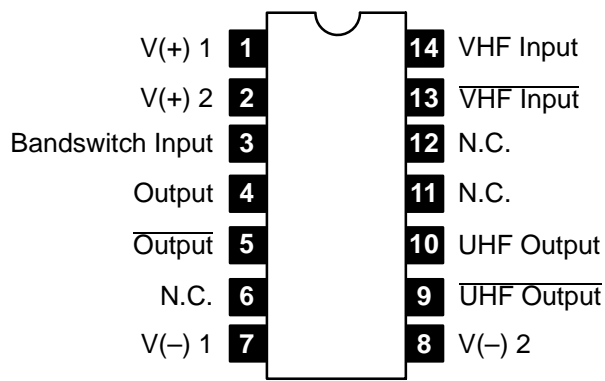 V(+) 1 1 14 VHF Input
V(+) 2 2 13 VHF Input
Bandswitch Input 3 12 N.C.
Output 4 11 N.C.
Output 5 10 UHF Output
N.C. 6 9 UHF Output
V(–) 1 7 8 V(–) 2